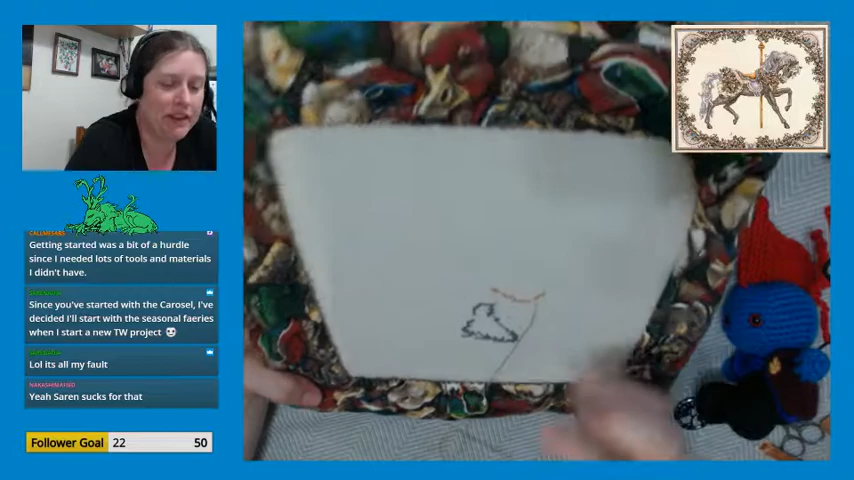 Getting started was a bit of a hurdle
since I needed lots of tools and materials
I didn't have.
Since you've started with the Carosel, I've
decided I'll start with the seasonal faeries
when I start a new TW project
Lol its all my fault
NAKASHIMAHED
Yeah Saren sucks for that
Follower Goal 22 50